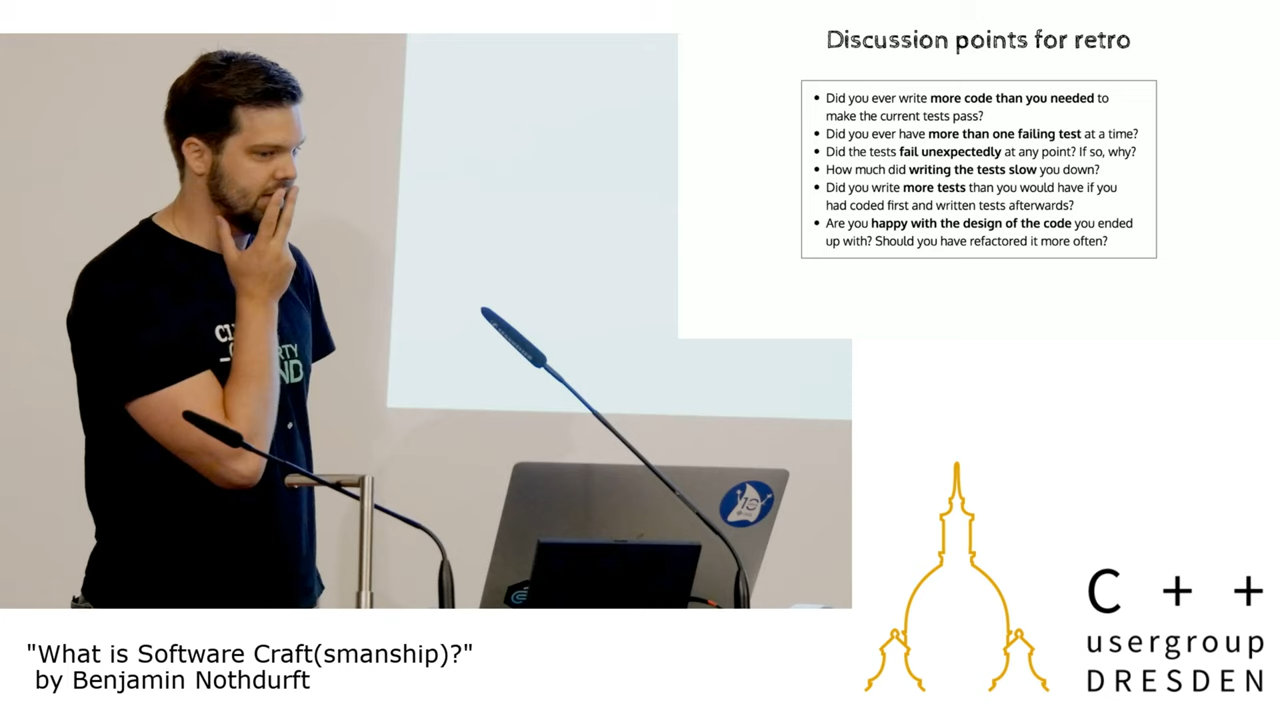 Discussion points for retro
• Did you ever write more code than you needed to
make the current tests pass?
• Did you ever have more than one failing test at a time?
• Did the tests fail unexpectedly at any point? If so, why?
• How much did writing the tests slow you down?
• Did you write more tests than you would have if you
had coded first and written tests afterwards?
• Are you happy with the design of the code you ended
up with? Should you have refactored it more often?
10
"What is Software Craft(smanship)?"
by Benjamin Nothdurft
C + +
usergroup
DRESDEN